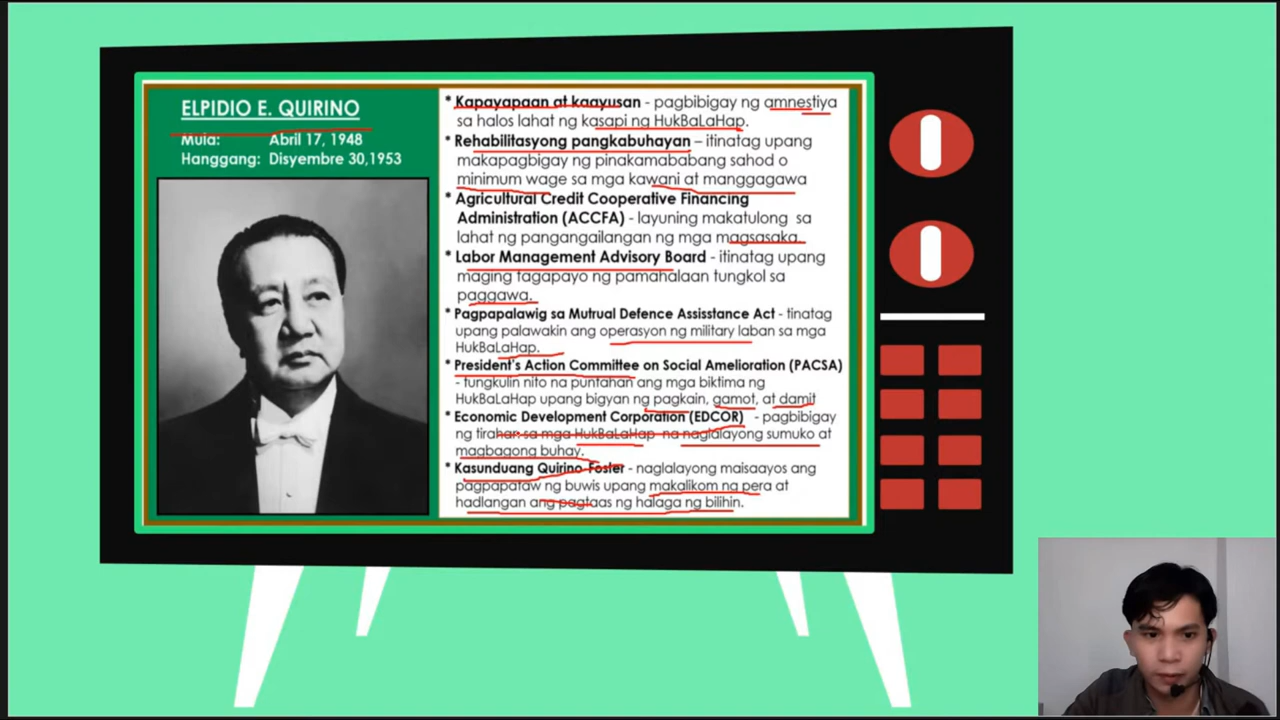 ELPIDIO E. QUIRINO
Mula: Abril 17, 1948
Hanggang: Disyembre 30,1953
* Kapayapaan at kaayusan - pagbibigay ng amnestiya
sa halos lahat ng kasapi ng HukBaLaHap.
* Rehabilitasyong pangkabuhayan – itinatag upang
makapagbigay ng pinakamababang sahod o
minimum wage sa mga kawani at manggagawa
* Agricultural Credit Cooperative Financing
Administration (ACCFA) - layuning makatulong sa
lahat ng pangangailangan ng mga magsasaka.
* Labor Management Advisory Board - itinatag upang
maging tagapayo ng pamahalaan tungkol sa
paggawa.
* Pagpapalawig sa Mutrual Defence Assisstance Act - tinatag
upang palawakin ang operasyon ng military laban sa mga
HukBaLaHap.
* President's Action Committee on Social Amelioration (PACSA)
- tungkulin nito na puntahan ang mga biktima ng
HukBaLaHap upang bigyan ng pagkain, gamot, at damit
* Economic Development Corporation (EDCOR) - pagbibigay
ng tirahan sa mga HukBaLaHap na naglalayong sumuko at
magbagong buhay.
* Kasunduang Quirino-Foster - naglalayong maisaayos ang
pagpapataw ng buwis upang makalikom ng pera at
hadlangan ang pagtaas ng halaga ng bilihin.